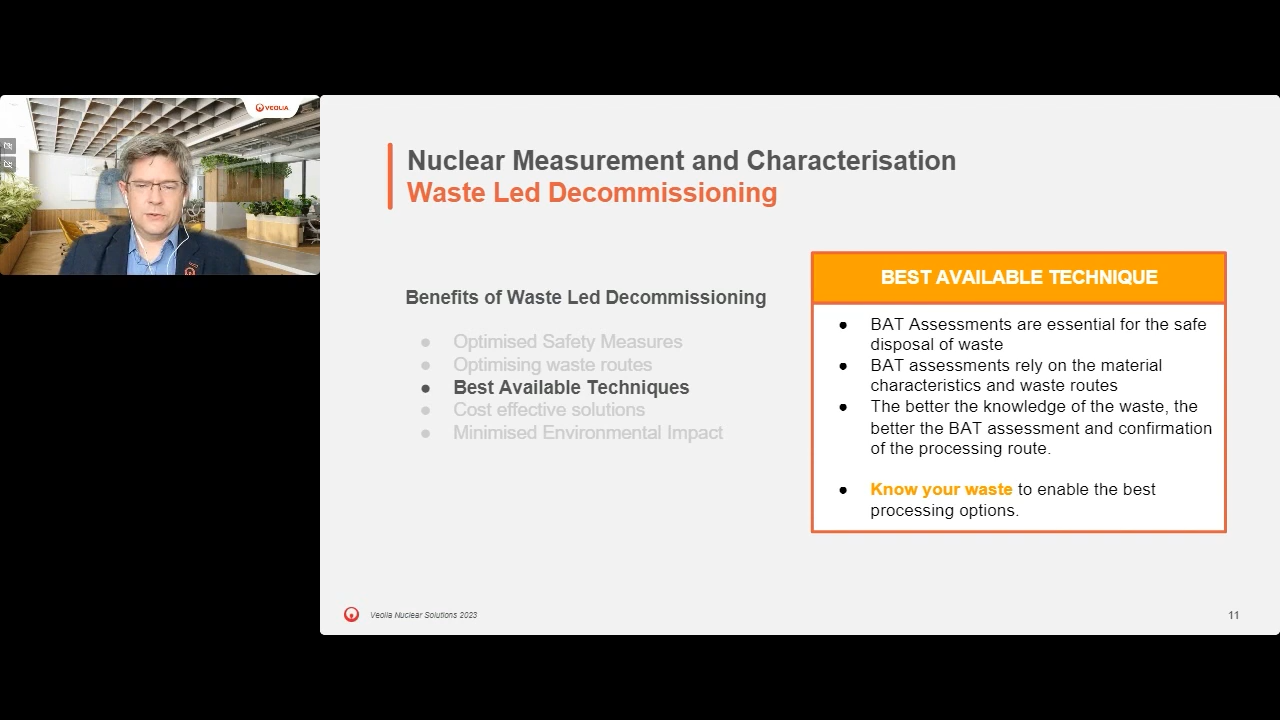 VEOLIA
Nuclear Measurement and Characterisation
Waste Led Decommissioning
Benefits of Waste Led Decommissioning
● Optimised Safety Measures
● Optimising waste routes
● Best Available Techniques
● Cost effective solutions
● Minimised Environmental Impact
BEST AVAILABLE TECHNIQUE
● BAT Assessments are essential for the safe
disposal of waste
● BAT assessments rely on the material
characteristics and waste routes
● The better the knowledge of the waste, the
better the BAT assessment and confirmation
of the processing route.
● Know your waste to enable the best
processing options.
Veolia Nuclear Solutions 2023
11